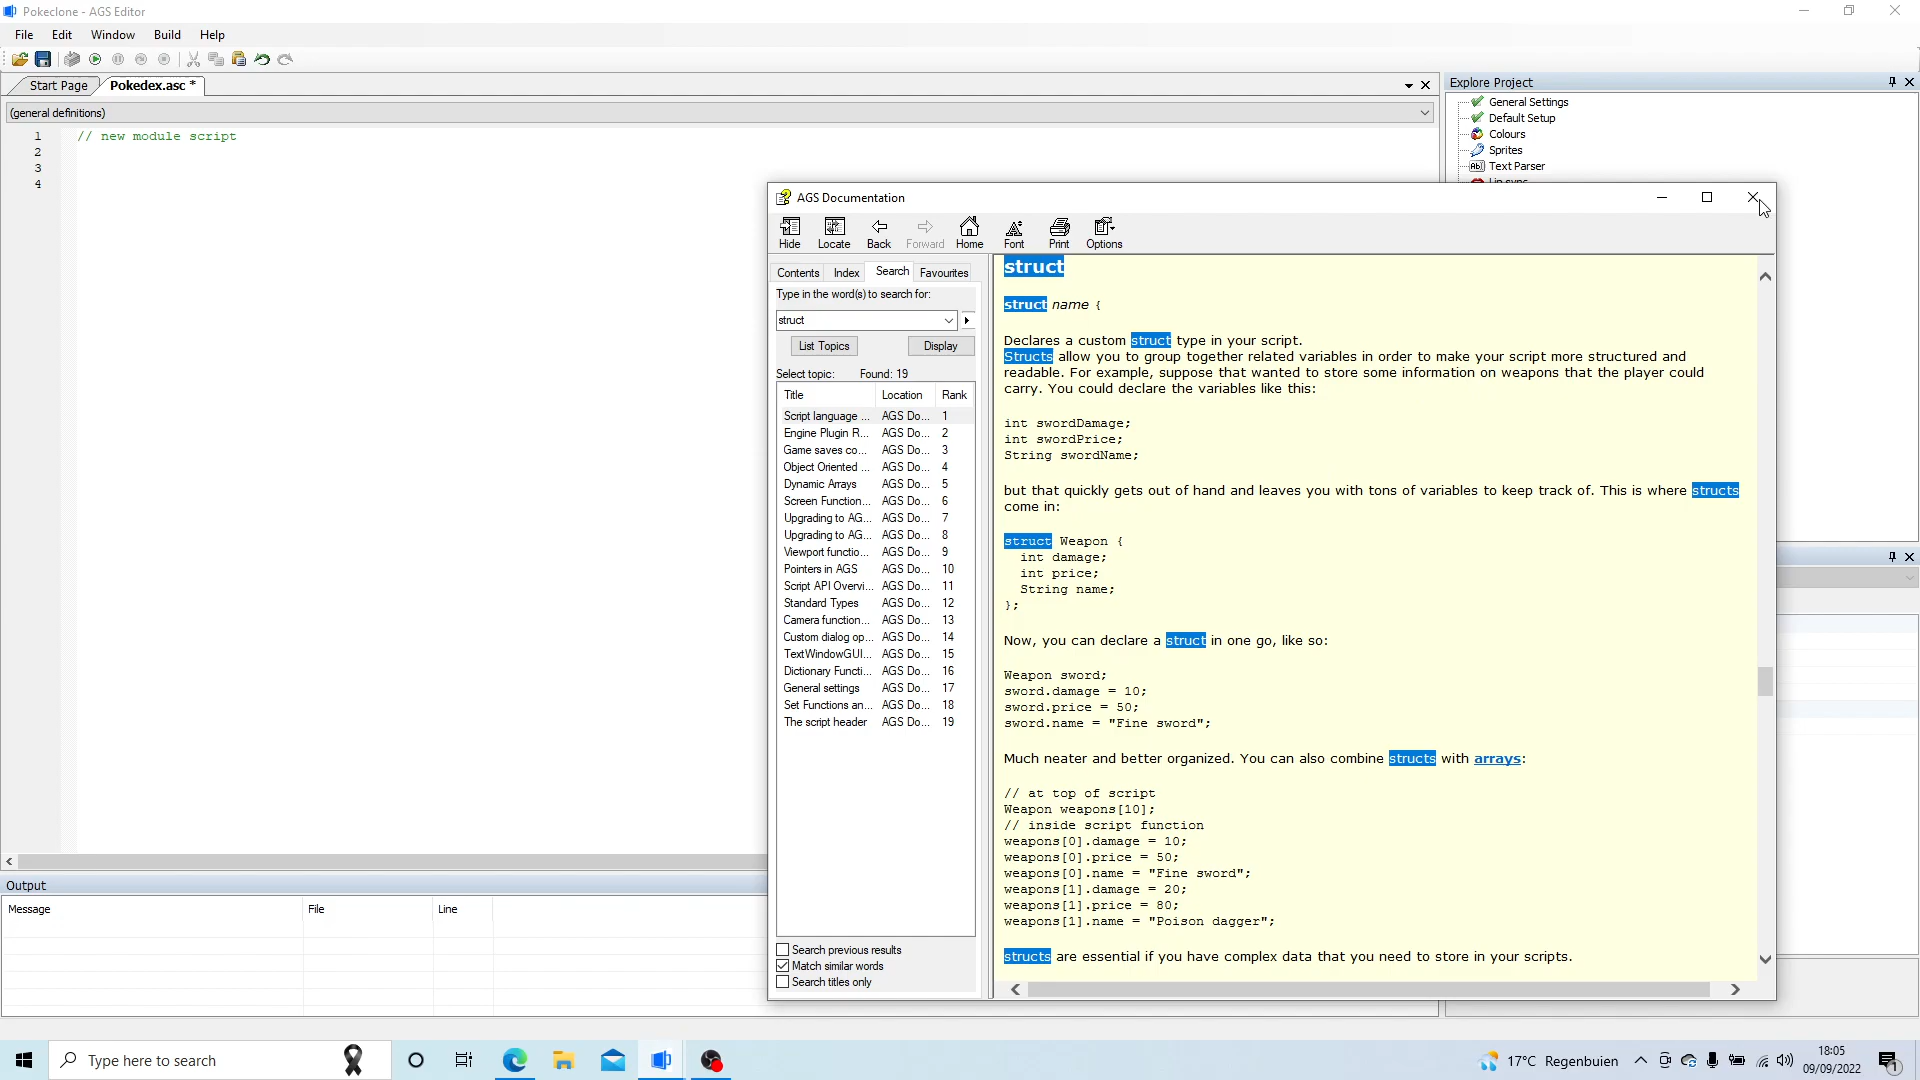 Pokeclone - AGS Editor
File Edit Window Build Help
Start Page Pokedex.asc *
(general definitions)
1 // new module script
2
3
4
Explore Project
General Settings
Default Setup
Colours
Sprites
Text Parser
Lip sync
AGS Documentation
Hide Locate Back Forward Home Font Print Options
Contents Index Search Favourites
Type in the word(s) to search for:
struct
List Topics Display
Select topic: Found: 19
Title Location Rank
Script language ... AGS Do... 1
Engine Plugin R... AGS Do... 2
Game saves co... AGS Do... 3
Object Oriented ... AGS Do... 4
Dynamic Arrays AGS Do... 5
Screen Function... AGS Do... 6
Upgrading to AG... AGS Do... 7
Upgrading to AG... AGS Do... 8
Viewport functio... AGS Do... 9
Pointers in AGS AGS Do... 10
Script API Overvi... AGS Do... 11
Standard Types AGS Do... 12
Camera function... AGS Do... 13
Custom dialog op... AGS Do... 14
TextWindowGUI... AGS Do... 15
Dictionary Functi... AGS Do... 16
General settings AGS Do... 17
Set Functions an... AGS Do... 18
The script header AGS Do... 19
Search previous results
Match similar words
Search titles only
struct
struct name {
Declares a custom struct type in your script.
Structs allow you to group together related variables in order to make your script more structured and
readable. For example, suppose that wanted to store some information on weapons that the player could
carry. You could declare the variables like this:
int swordDamage;
int swordPrice;
String swordName;
but that quickly gets out of hand and leaves you with tons of variables to keep track of. This is where structs
come in:
struct Weapon {
int damage;
int price;
String name;
};
Now, you can declare a struct in one go, like so:
Weapon sword;
sword.damage = 10;
sword.price = 50;
sword.name = "Fine sword";
Much neater and better organized. You can also combine structs with arrays:
// at top of script
Weapon weapons[10];
// inside script function
weapons[0].damage = 10;
weapons[0].price = 50;
weapons[0].name = "Fine sword";
weapons[1].damage = 20;
weapons[1].price = 80;
weapons[1].name = "Poison dagger";
structs are essential if you have complex data that you need to store in your scripts.
Output
Message File Line
Type here to search
17°C Regenbuien
18:05
09/09/2022
1